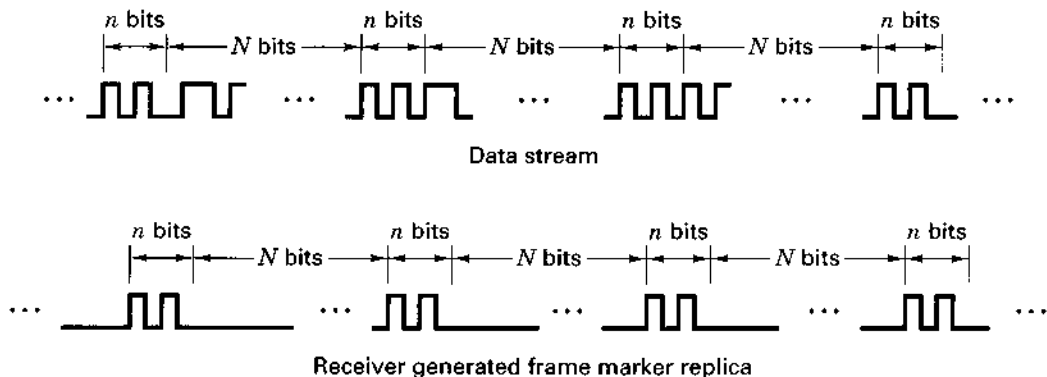 n bits n bits n bits n bits
N bits N bits N bits
Data stream
n bits n bits n bits n bits
N bits N bits N bits
Receiver generated frame marker replica